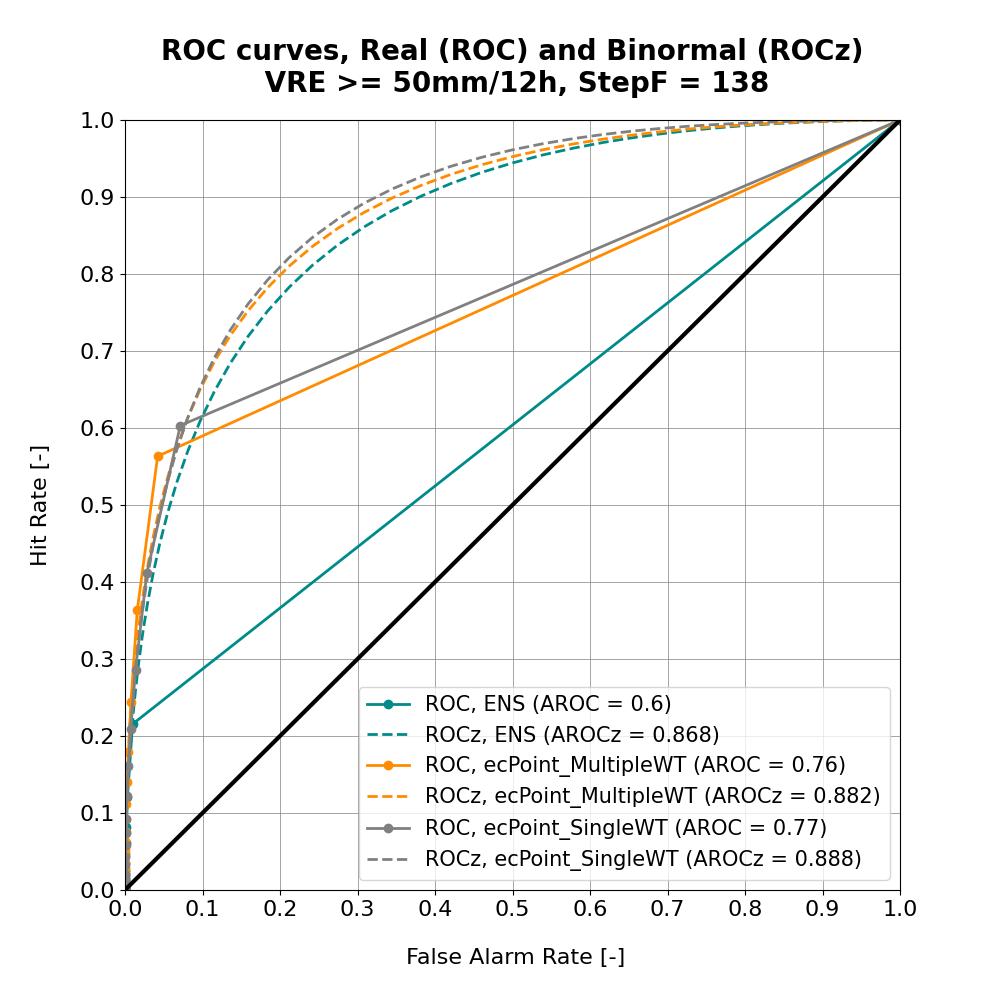 ROC curves, Real (ROC) and Binormal (ROCz)
VRE >= 50mm/12h, StepF = 138
1.0
0.9
0.8
0.7
0.6
0.5
0.4
0.3
0.2
0.1
0.0
Hit Rate [-]
ROC, ENS (AROC = 0.6)
ROCz, ENS (AROCz = 0.868)
ROC, ecPoint_MultipleWT (AROC = 0.76)
ROCz, ecPoint_MultipleWT (AROCz = 0.882)
ROC, ecPoint_SingleWT (AROC = 0.77)
ROCz, ecPoint_SingleWT (AROCz = 0.888)
0.0 0.1 0.2 0.3 0.4 0.5 0.6 0.7 0.8 0.9 1.0
False Alarm Rate [-]